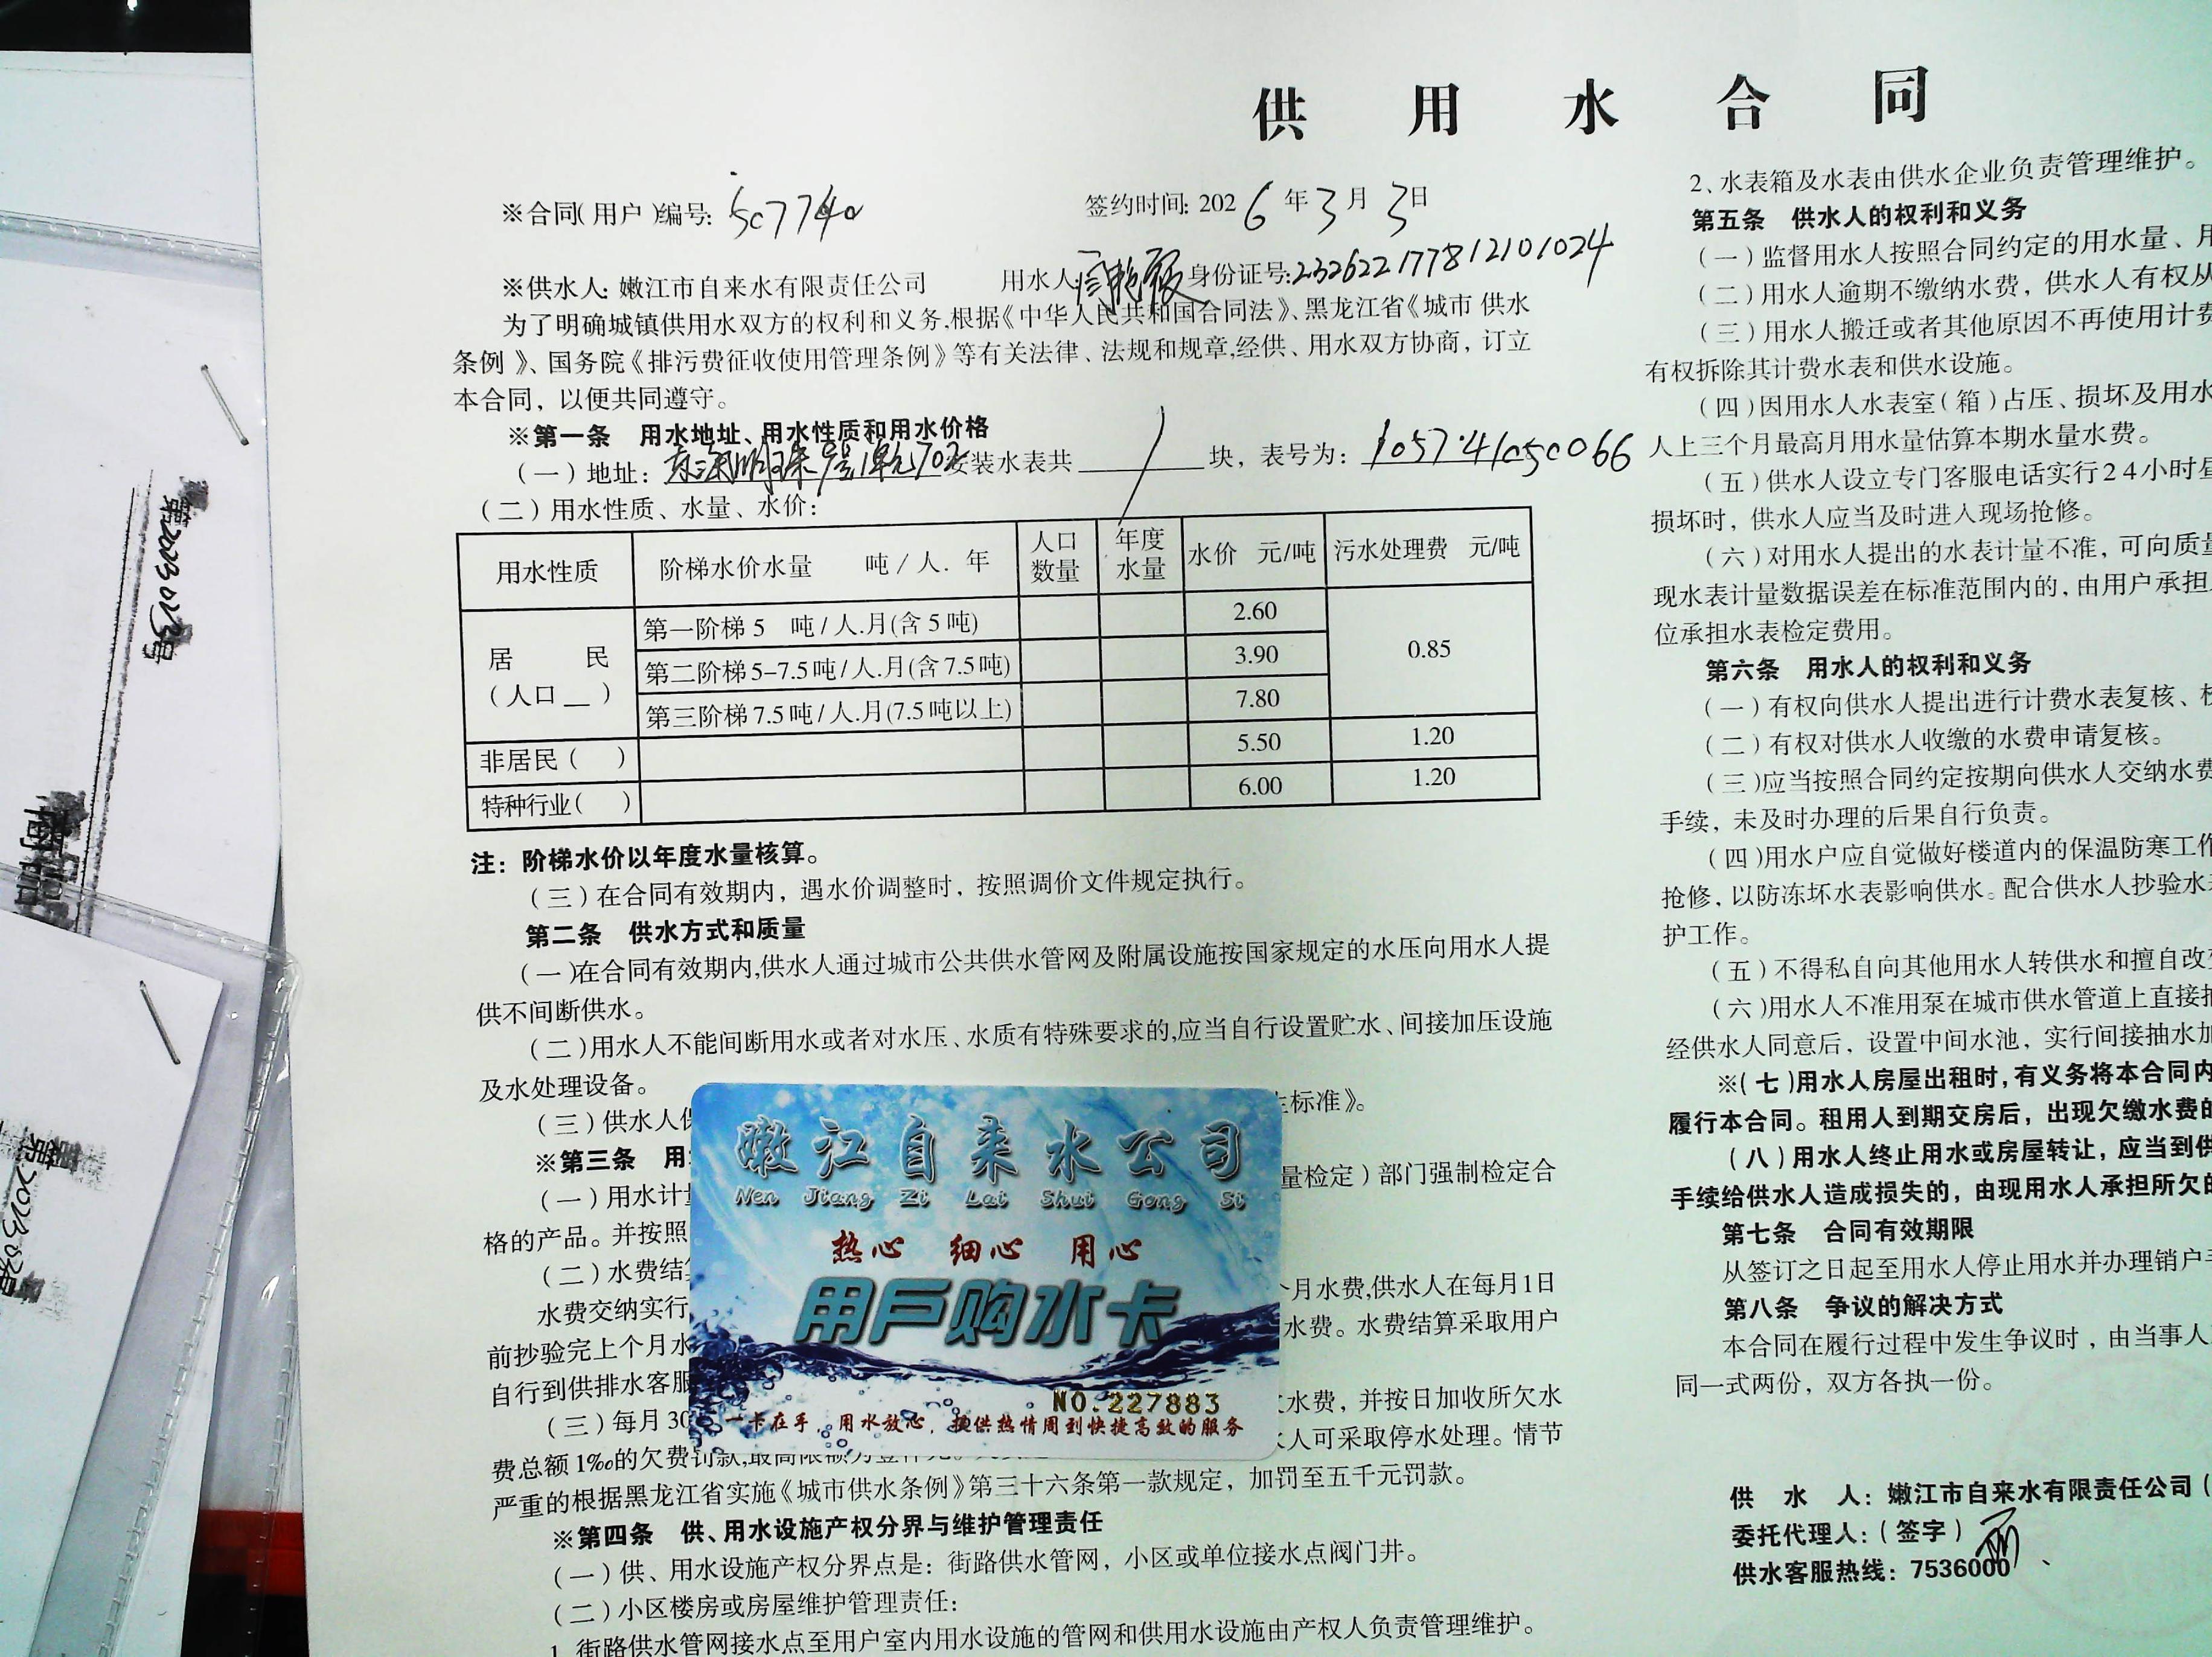 供用水合同
※合同(用户)编号: 507740
签约时间: 2026年3月3日
※供水人: 嫩江市自来水有限责任公司 用水人: 身份证号:
为了明确城镇供用水双方的权利和义务,根据《中华人民共和国合同法》、黑龙江省《城市 供水
条例 》、国务院《排污费征收使用管理条例》等有关法律、法规和规章,经供、用水双方协商，订立
本合同，以便共同遵守。
※第一条 用水地址、用水性质和用水价格
(一)地址: 安装水表共 1 块，表号为:
(二)用水性质、水量、水价:
用水性质 阶梯水价水量 吨/人.年 人口数量 年度水量 水价 元/吨 污水处理费 元/吨
居民(人口__) 第一阶梯 5 吨/人.月(含 5 吨) 2.60 0.85
第二阶梯 5-7.5 吨/人.月(含 7.5 吨) 3.90
第三阶梯 7.5 吨/人.月(7.5 吨以上) 7.80
非居民( ) 5.50 1.20
特种行业( ) 6.00 1.20
注：阶梯水价以年度水量核算。
(三)在合同有效期内，遇水价调整时，按照调价文件规定执行。
第二条 供水方式和质量
(一)在合同有效期内,供水人通过城市公共供水管网及附属设施按国家规定的水压向用水人提
供不间断供水。
(二)用水人不能间断用水或者对水压、水质有特殊要求的,应当自行设置贮水、间接加压设施
及水处理设备。
(三)供水人 标准》。
※第三条 用
(一)用水计 量检定)部门强制检定合
格的产品。并按照
(二)水费结 个月水费,供水人在每月1日
水费交纳实行
前抄验完上个月水 水费。水费结算采取用户
自行到供排水客服
(三)每月 30 水费，并按日加收所欠水
费总额 1‰的欠费罚款, 人可采取停水处理。情节
严重的根据黑龙江省实施《城市供水条例》第三十六条第一款规定，加罚至五千元罚款。
※第四条 供、用水设施产权分界与维护管理责任
(一)供、用水设施产权分界点是：街路供水管网，小区或单位接水点阀门井。
(二)小区楼房或房屋维护管理责任:
1 街路供水管网接水点至用户室内用水设施的管网和供用水设施由产权人负责管理维护。
嫩江自来水公司
Nen Jiang Zi Lai Shui Gong Si
热心 细心 用心
用户购水卡
NO.227883
一卡在手，用水放心，提供热情周到快捷高效的服务
2、水表箱及水表由供水企业负责管理维护。
第五条 供水人的权利和义务
(一)监督用水人按照合同约定的用水量、用
(二)用水人逾期不缴纳水费，供水人有权从
(三)用水人搬迁或者其他原因不再使用计费
有权拆除其计费水表和供水设施。
(四)因用水人水表室(箱)占压、损坏及用水
人上三个月最高月用水量估算本期水量水费。
(五)供水人设立专门客服电话实行24小时
损坏时，供水人应当及时进入现场抢修。
(六)对用水人提出的水表计量不准，可向质量
现水表计量数据误差在标准范围内的，由用户承担
位承担水表检定费用。
第六条 用水人的权利和义务
(一)有权向供水人提出进行计费水表复核、
(二)有权对供水人收缴的水费申请复核。
(三)应当按照合同约定按期向供水人交纳水费
手续，未及时办理的后果自行负责。
(四)用水户应自觉做好楼道内的保温防寒工作
抢修，以防冻坏水表影响供水。配合供水人抄验水
护工作。
(五)不得私自向其他用水人转供水和擅自改
(六)用水人不准用泵在城市供水管道上直接
经供水人同意后，设置中间水池，实行间接抽水加
※(七)用水人房屋出租时，有义务将本合同内
履行本合同。租用人到期交房后，出现欠缴水费的
(八)用水人终止用水或房屋转让，应当到供
手续给供水人造成损失的，由现用水人承担所欠的
第七条 合同有效期限
从签订之日起至用水人停止用水并办理销户
第八条 争议的解决方式
本合同在履行过程中发生争议时，由当事人
同一式两份，双方各执一份。
供 水 人：嫩江市自来水有限责任公司(
委托代理人：(签字)
供水客服热线：7536000